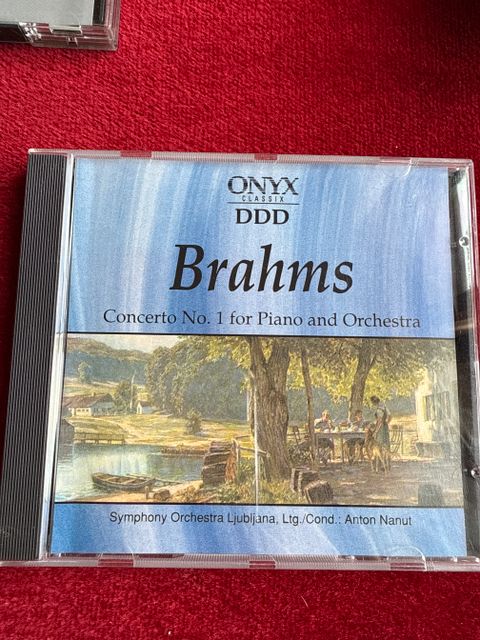 ONYX
CLASSIX
DDD
Brahms
Concerto No. 1 for Piano and Orchestra
Symphony Orchestra Ljubljana, Ltg./Cond.: Anton Nanut